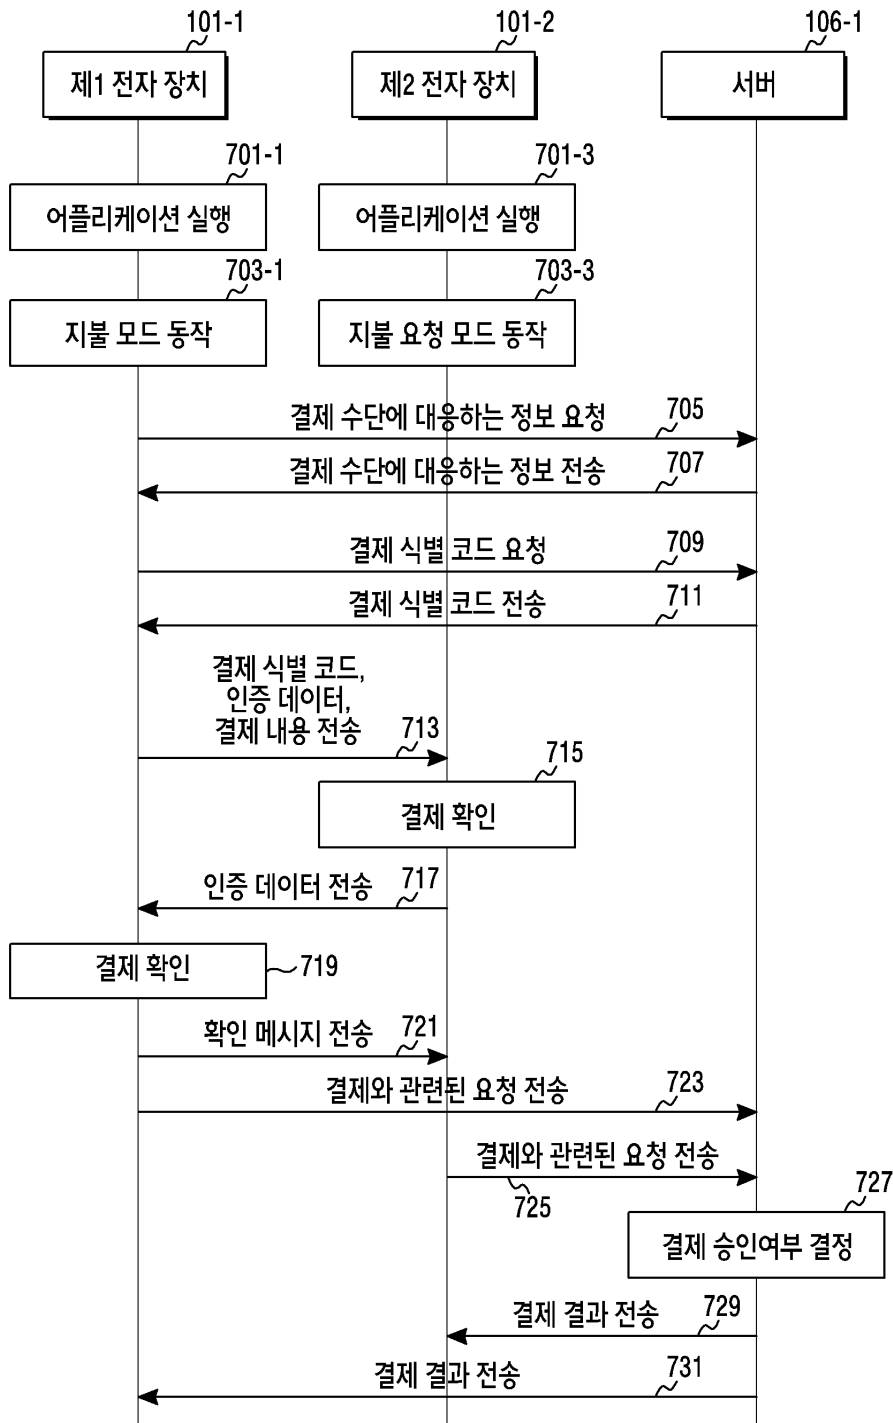 101-1
101-2
106-1
제1 전자 장치
제2 전자 장치
서버
701-1
701-3
어플리케이션 실행
어플리케이션 실행
703-1
703-3
지불 모드 동작
지불 요청 모드 동작
결제 수단에 대응하는 정보 요청
705
결제 수단에 대응하는 정보 전송
707
결제 식별 코드 요청
709
결제 식별 코드 전송
711
결제 식별 코드,
인증 데이터,
결제 내용 전송
713
715
결제 확인
인증 데이터 전송
717
결제 확인
719
확인 메시지 전송
721
결제와 관련된 요청 전송
723
결제와 관련된 요청 전송
725
727
결제 승인여부 결정
결제 결과 전송
729
결제 결과 전송
731